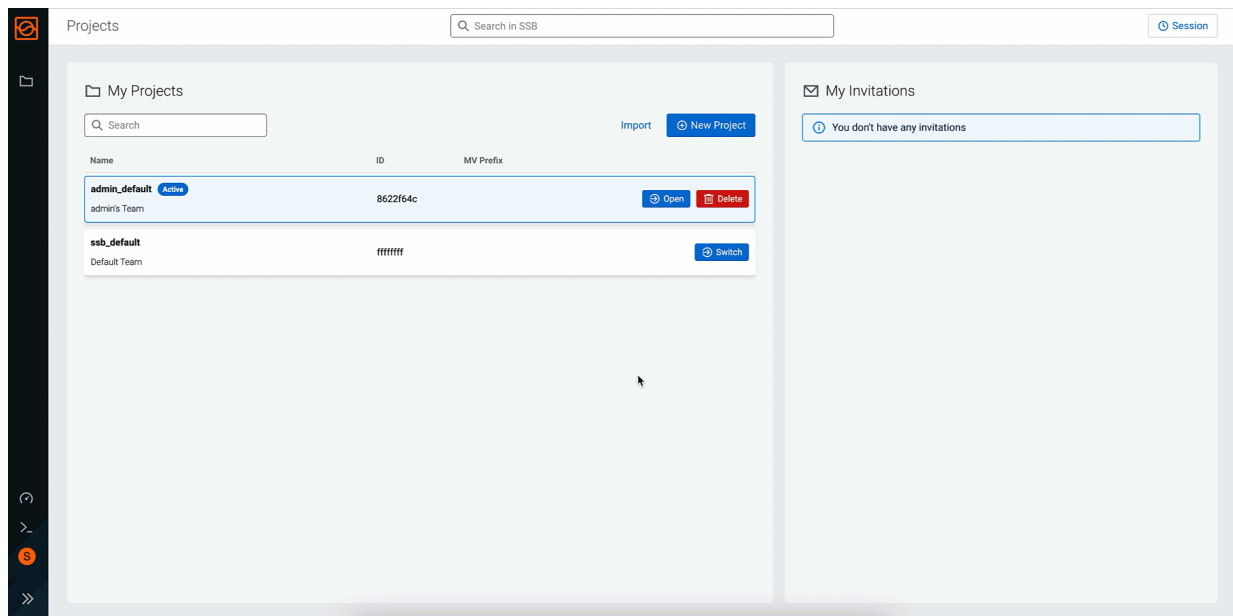 Projects
Search in SSB
Session
My Projects
Search
Import
New Project
Name ID MV Prefix
admin_default Active
admin's Team
8622f64c
Open Delete
ssb_default
Default Team
ffffffff
Switch
My Invitations
You don't have any invitations
>_
S